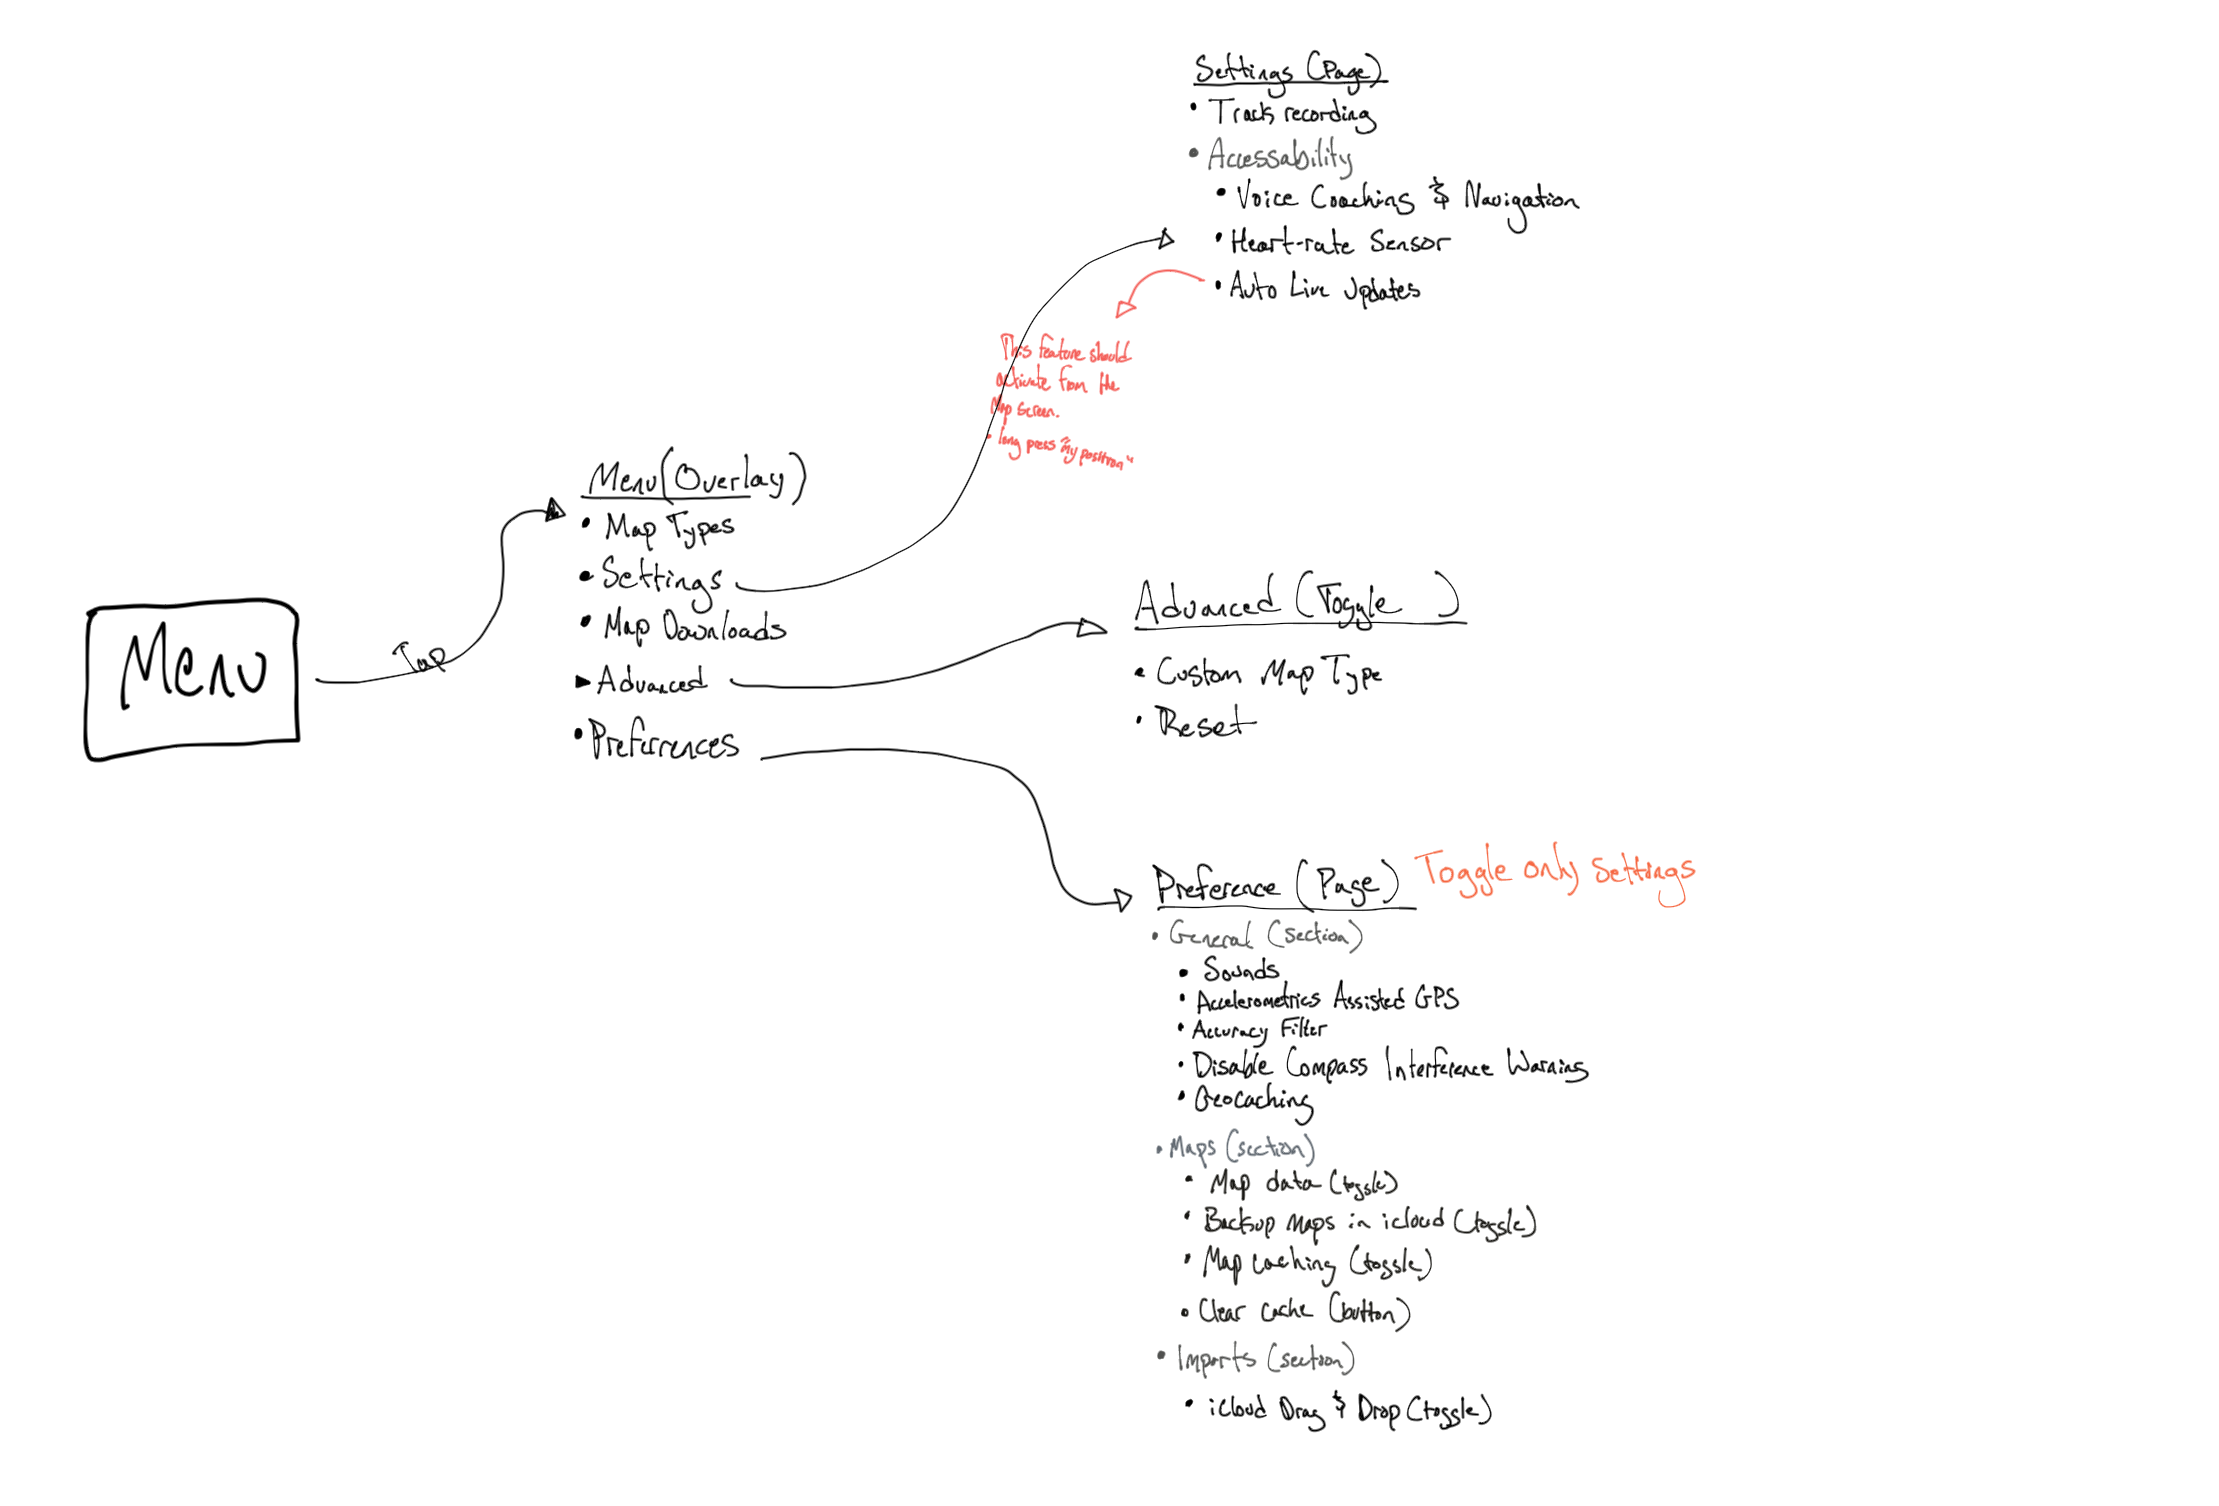 Menu
Tap
Menu (Overlay)
• Map Types
• Settings
• Map Downloads
▶ Advanced
• Preferrences
Settings (Page)
• Track recording
• Accessability
• Voice Coaching & Navigation
• Heart-rate Sensor
• Auto Live Updates
This feature should
activate from the
Map Screen.
• long press "my position"
Advanced (Toggle )
• Custom Map Type
• Reset
Preference (Page) Toggle only settings
• General (section)
• Sounds
• Accelerometrics Assisted GPS
• Accuracy Filter
• Disable Compass Interference Warning
• Geocaching
• Maps (section)
• Map data (toggle)
• Backup Maps in icloud (toggle)
• Map caching (toggle)
• Clear cache (button)
• Imports (section)
• icloud Drag & Drop (toggle)